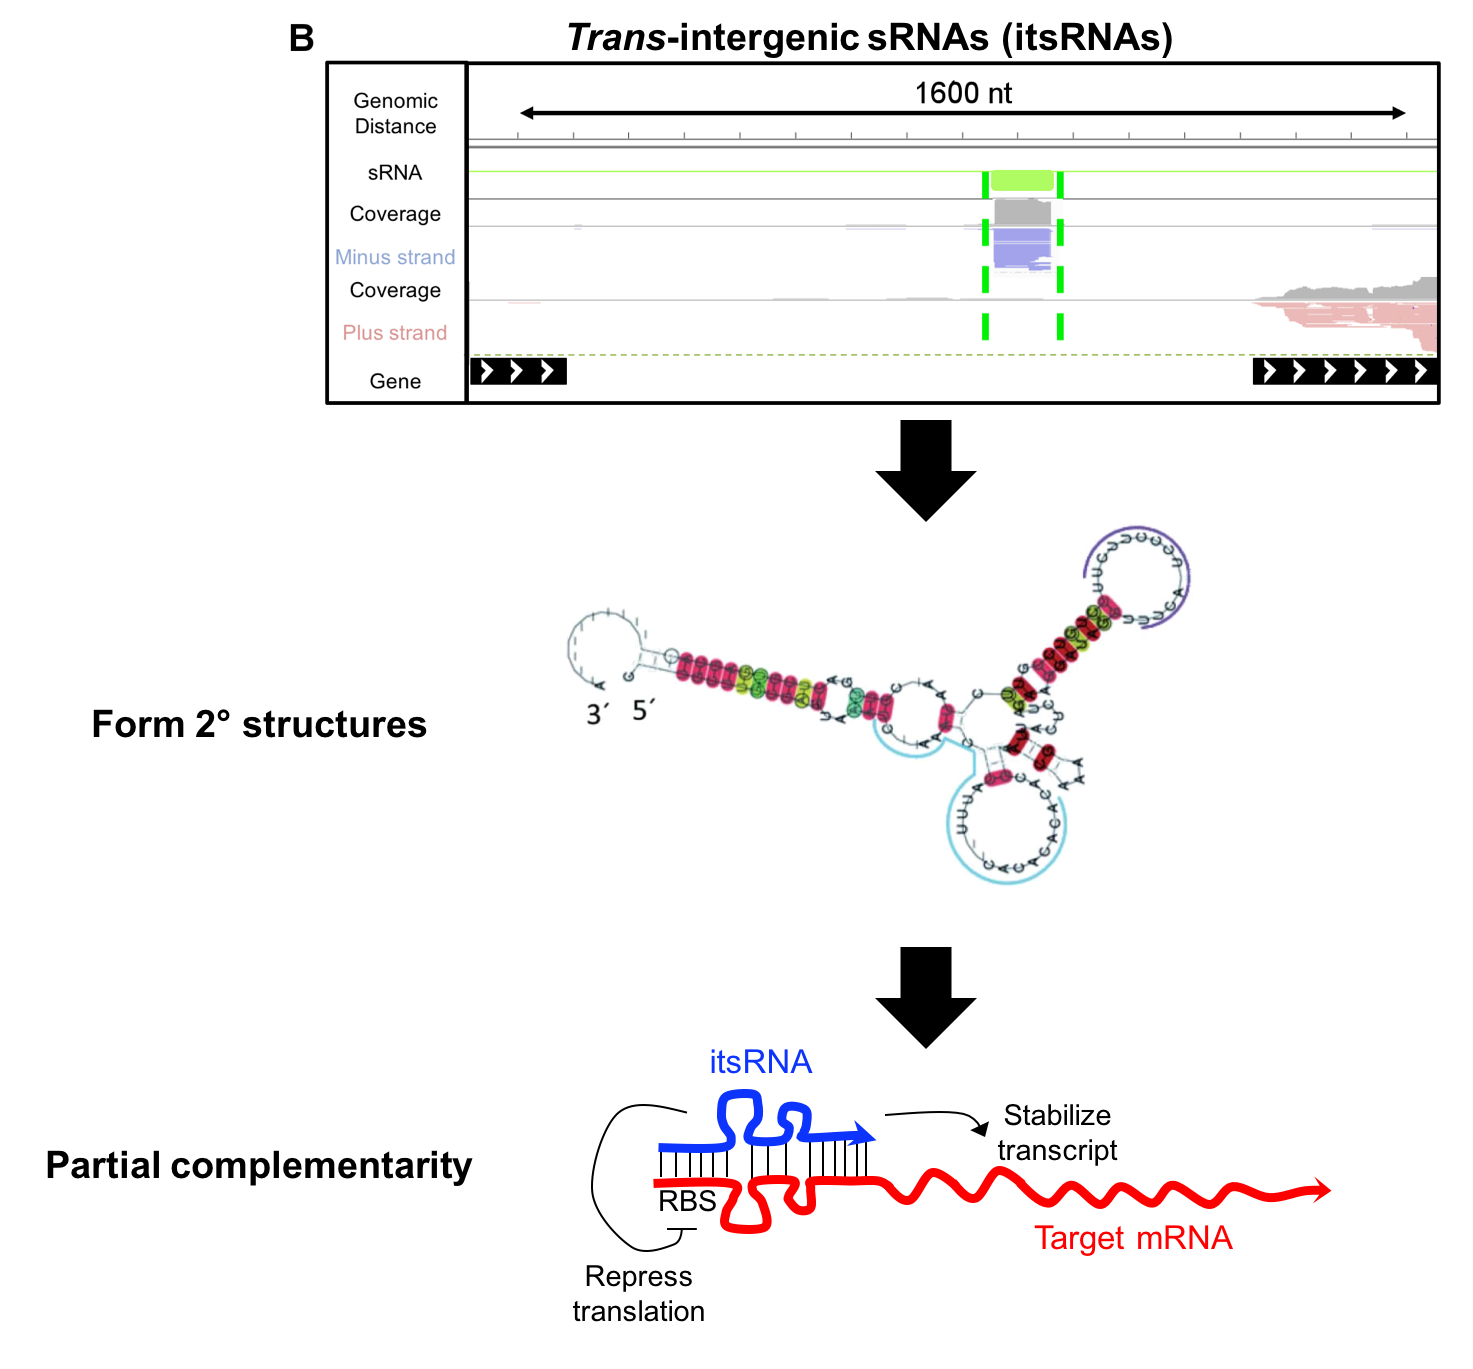 B
Trans-intergenic sRNAs (itsRNAs)
Genomic
Distance
1600 nt
sRNA
Coverage
Minus strand
Coverage
Plus strand
Gene
Form 2° structures
3′ 5′
itsRNA
Stabilize
transcript
Partial complementarity
RBS
Target mRNA
Repress
translation